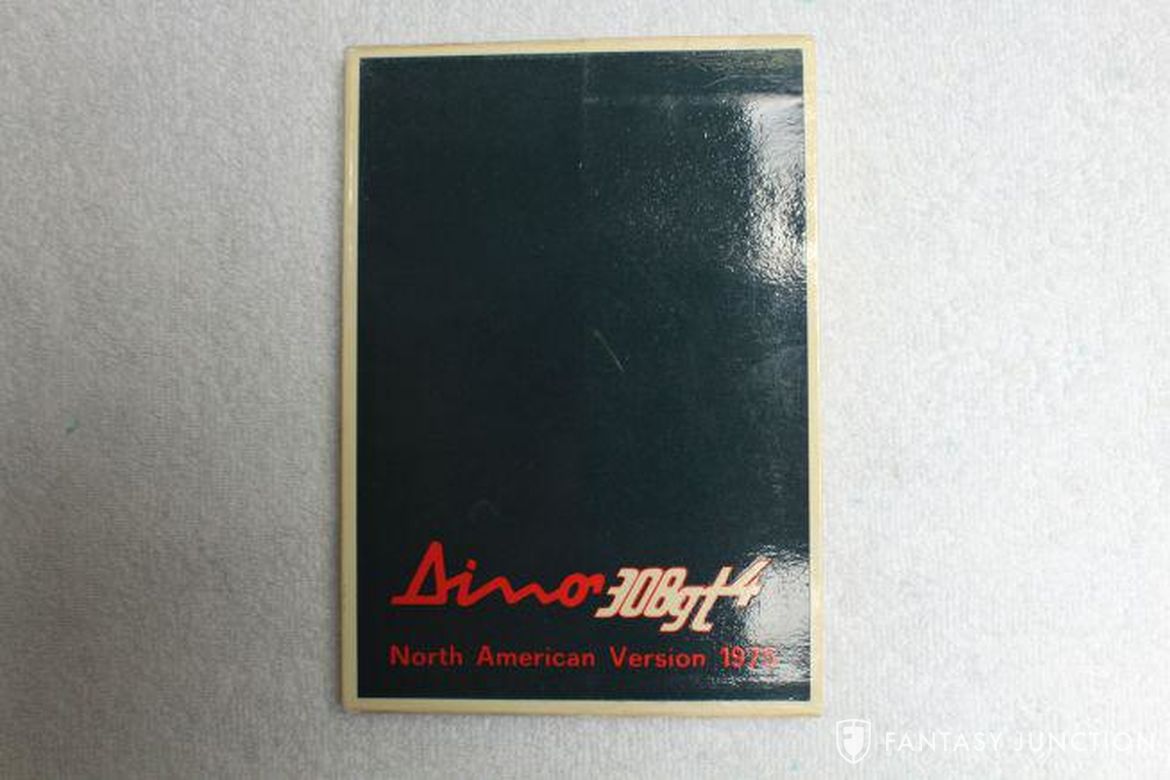 Dino 308gt4
North American Version 1975
FANTASY JUNCTION